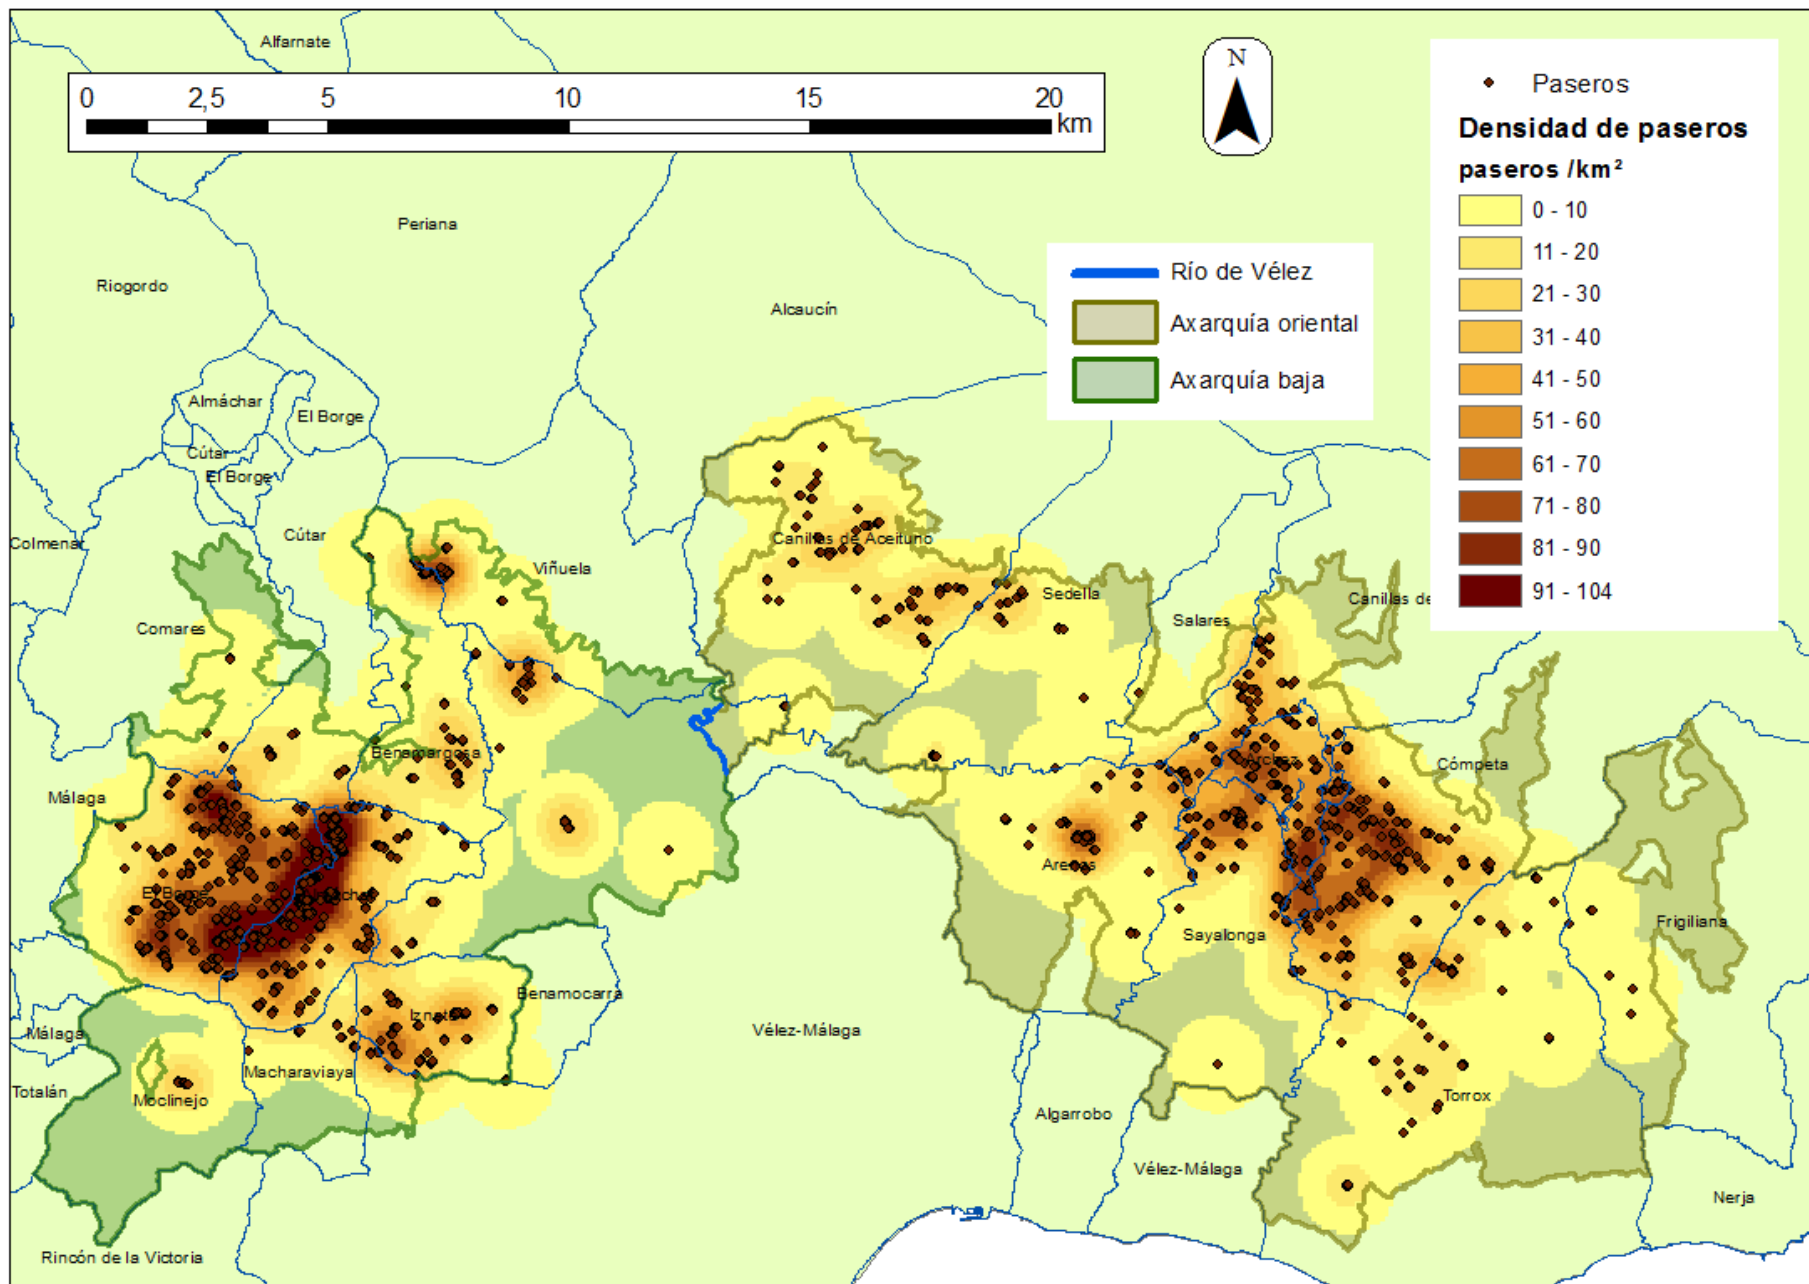 Alfarnate
0 2,5 5 10 15 20
km
N
Paseros
Densidad de paseros
paseros /km²
0 - 10
11 - 20
21 - 30
31 - 40
41 - 50
51 - 60
61 - 70
71 - 80
81 - 90
91 - 104
Río de Vélez
Axarquía oriental
Axarquía baja
Periana
Riogordo
Alcaucín
Almáchar
El Borge
Cútar
El Borge
Cútar
Colmenar
Viñuela
Canillas de Aceituno
Sedella
Salares
Canillas de
Comares
Benamargosa
Málaga
Árchez
Cómpeta
El Borge
Arenas
Frigiliana
Sayalonga
Benamocarra
Iznate
Málaga
Vélez-Málaga
Macharaviaya
Totalán
Moclinejo
Torrox
Algarrobo
Vélez-Málaga
Nerja
Rincón de la Victoria